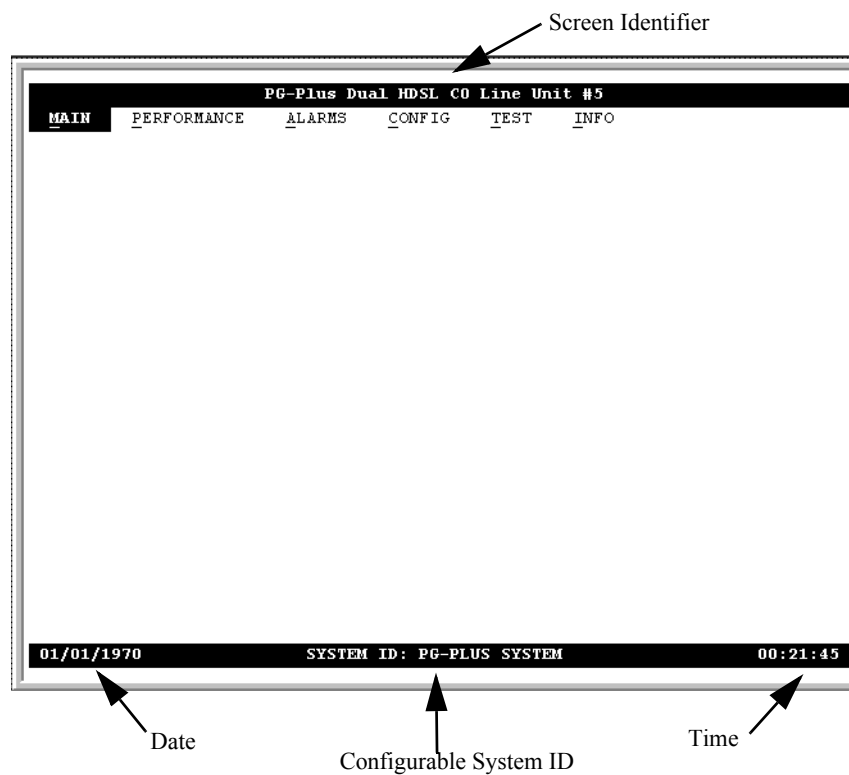 Screen Identifier
PG-Plus Dual HDSL CO Line Unit #5
MAIN PERFORMANCE ALARMS CONFIG TEST INFO
01/01/1970 SYSTEM ID: PG-PLUS SYSTEM 00:21:45
Date Configurable System ID Time